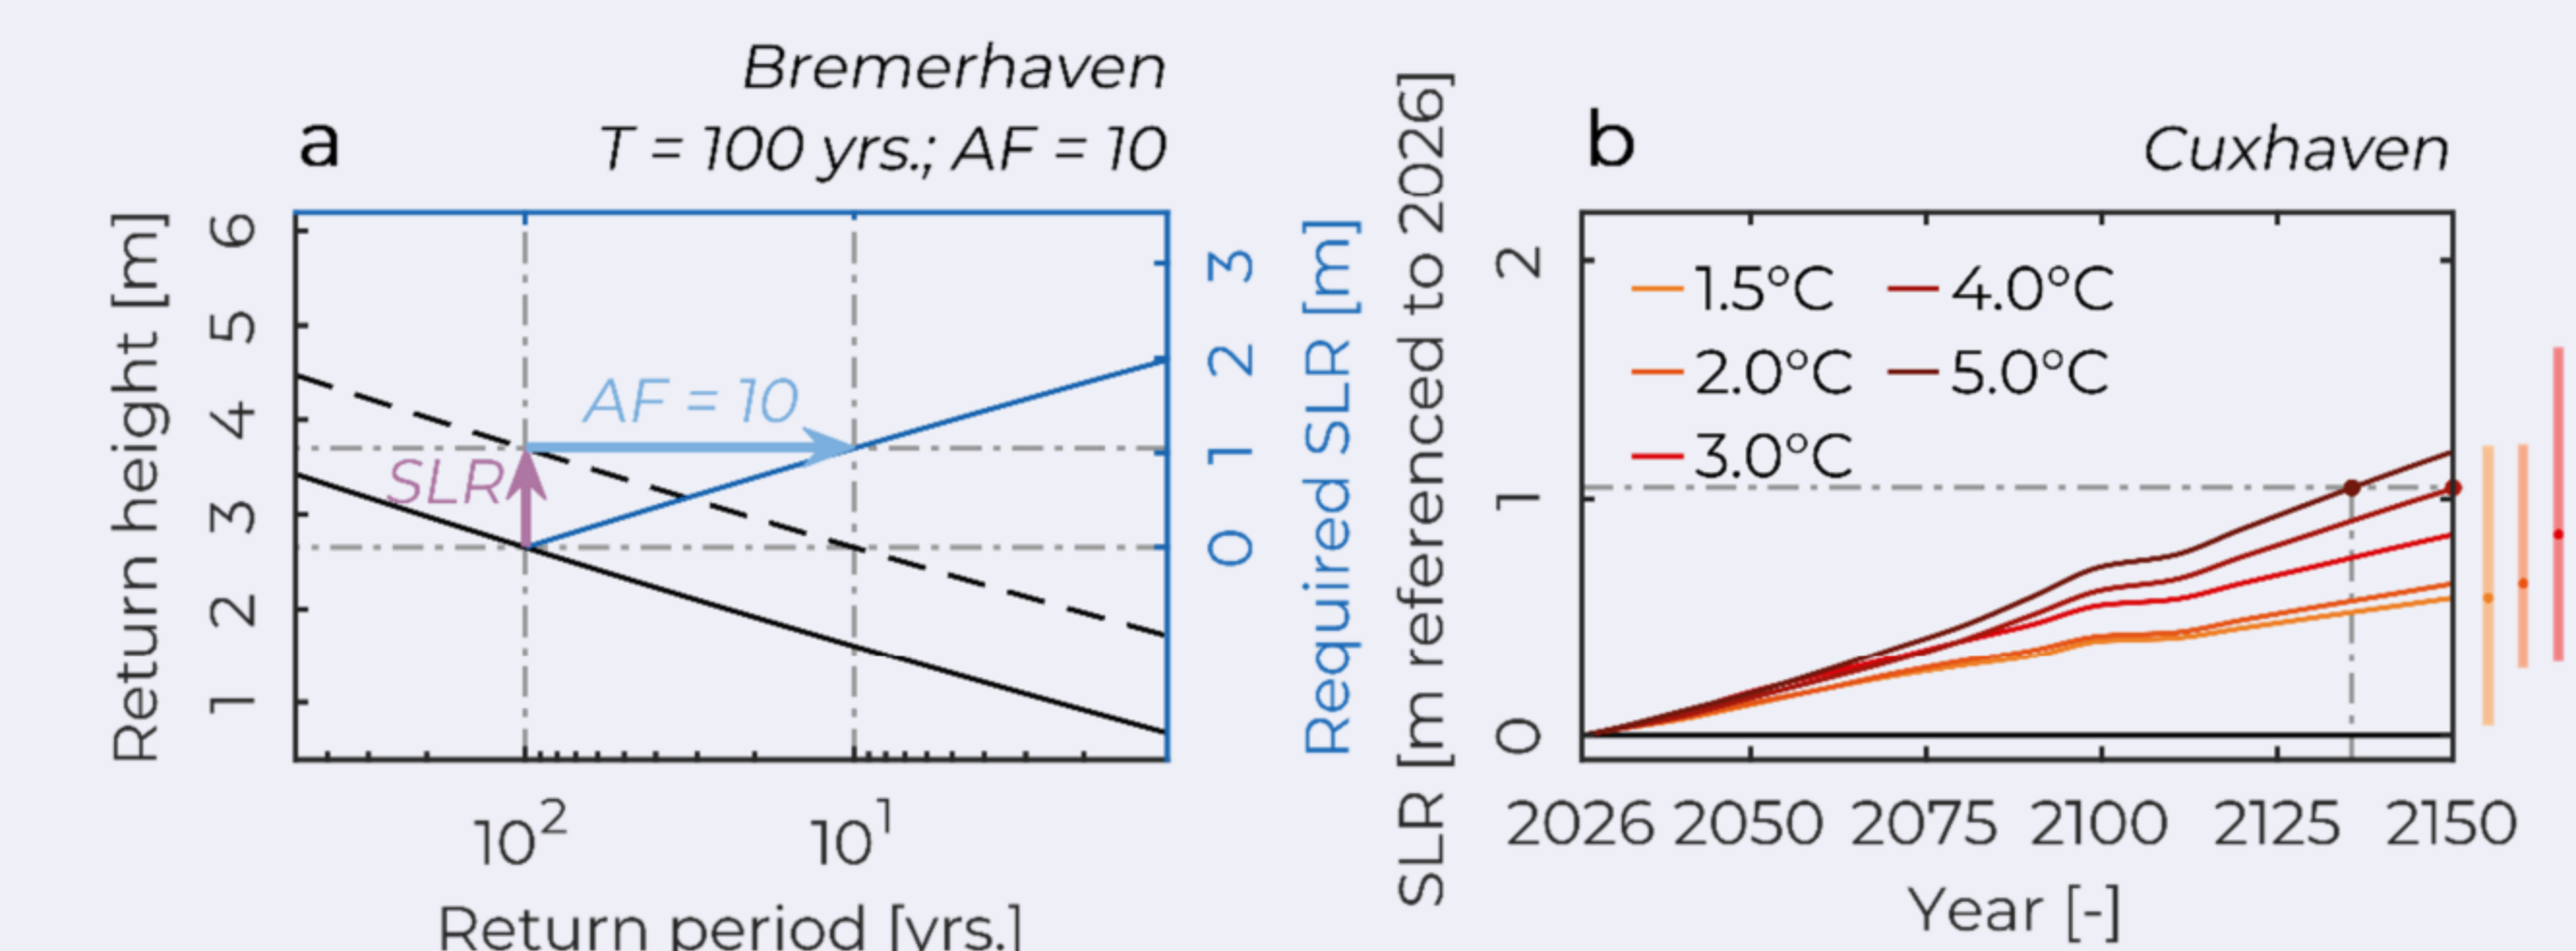 a
Bremerhaven
T = 100 yrs.; AF = 10
Return height [m]
6
5
4
3
2
1
AF = 10
SLR
10²
10¹
Return period [yrs.]
3
2
1
0
Required SLR [m]
b
Cuxhaven
SLR [m referenced to 2026]
2
1
0
1.5°C
2.0°C
3.0°C
4.0°C
5.0°C
2026 2050 2075 2100 2125 2150
Year [-]